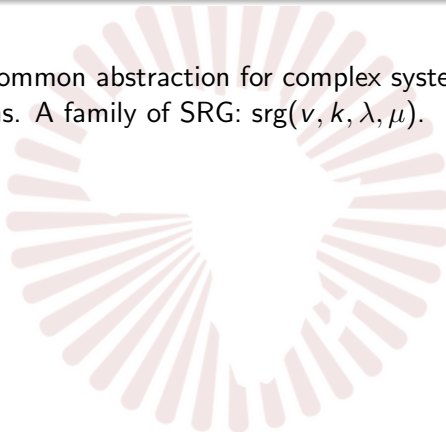 ommon abstraction for complex syste
s. A family of SRG: srg(v, k, λ, μ).